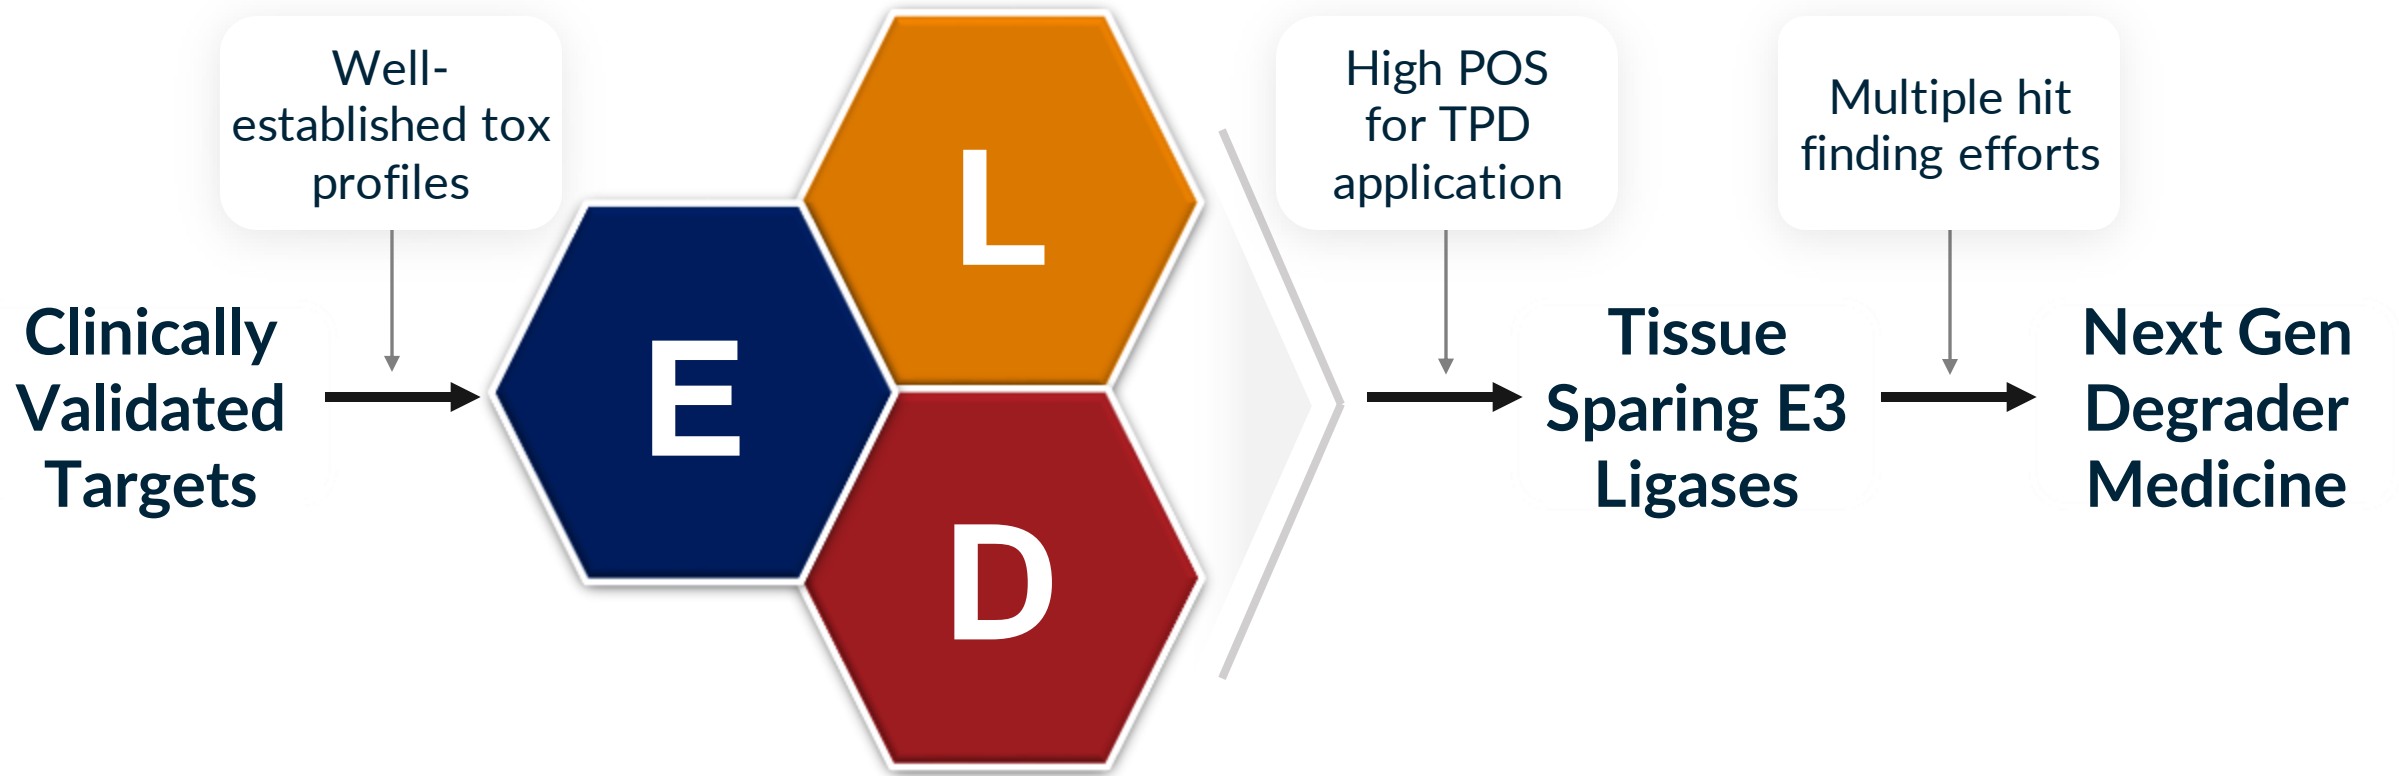 Well-
established tox
profiles
Clinically
Validated
Targets
E
L
D
High POS
for TPD
application
Tissue
Sparing E3
Ligases
Multiple hit
finding efforts
Next Gen
Degrader
Medicine